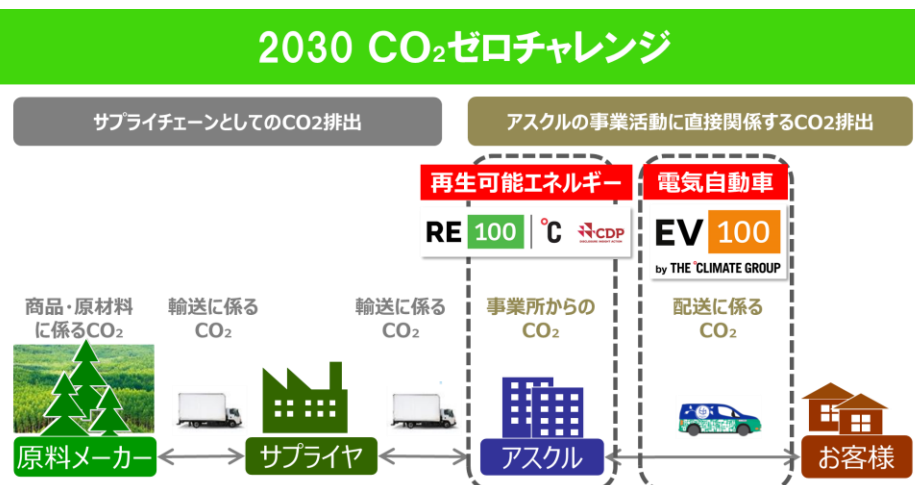 2030 CO₂ゼロチャレンジ
サプライチェーンとしてのCO2排出
アスクルの事業活動に直接関係するCO2排出
再生可能エネルギー
電気自動車
RE 100 °C CDP
EV 100
by THE °CLIMATE GROUP
商品・原材料
に係るCO₂
輸送に係る
CO₂
輸送に係る
CO₂
事業所からの
CO₂
配送に係る
CO₂
原料メーカー
サプライヤ
アスクル
お客様